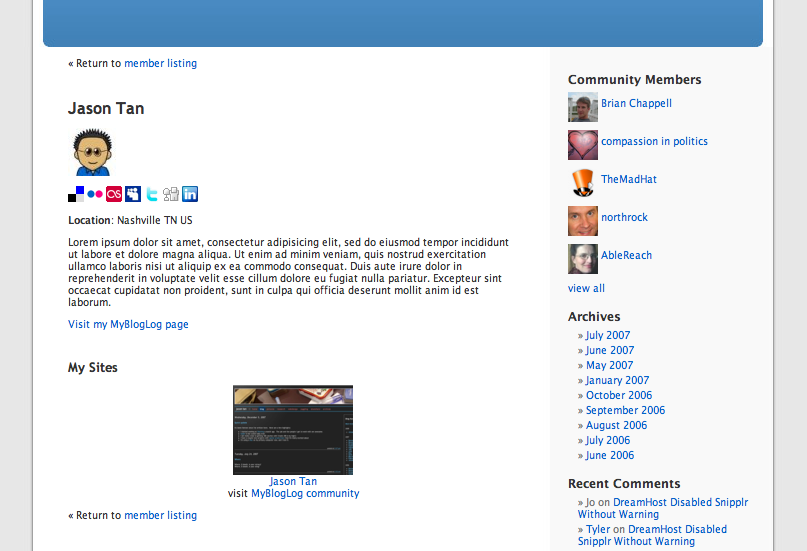 « Return to member listing
Jason Tan
Location: Nashville TN US
Lorem ipsum dolor sit amet, consectetur adipisicing elit, sed do eiusmod tempor incididunt
ut labore et dolore magna aliqua. Ut enim ad minim veniam, quis nostrud exercitation
ullamco laboris nisi ut aliquip ex ea commodo consequat. Duis aute irure dolor in
reprehenderit in voluptate velit esse cillum dolore eu fugiat nulla pariatur. Excepteur sint
occaecat cupidatat non proident, sunt in culpa qui officia deserunt mollit anim id est
laborum.
Visit my MyBlogLog page
My Sites
Jason Tan
visit MyBlogLog community
« Return to member listing
Community Members
Brian Chappell
compassion in politics
TheMadHat
northrock
AbleReach
view all
Archives
» July 2007
» June 2007
» May 2007
» January 2007
» October 2006
» September 2006
» August 2006
» July 2006
» June 2006
Recent Comments
» Jo on DreamHost Disabled Snipplr
Without Warning
» Tyler on DreamHost Disabled
Snipplr Without Warning